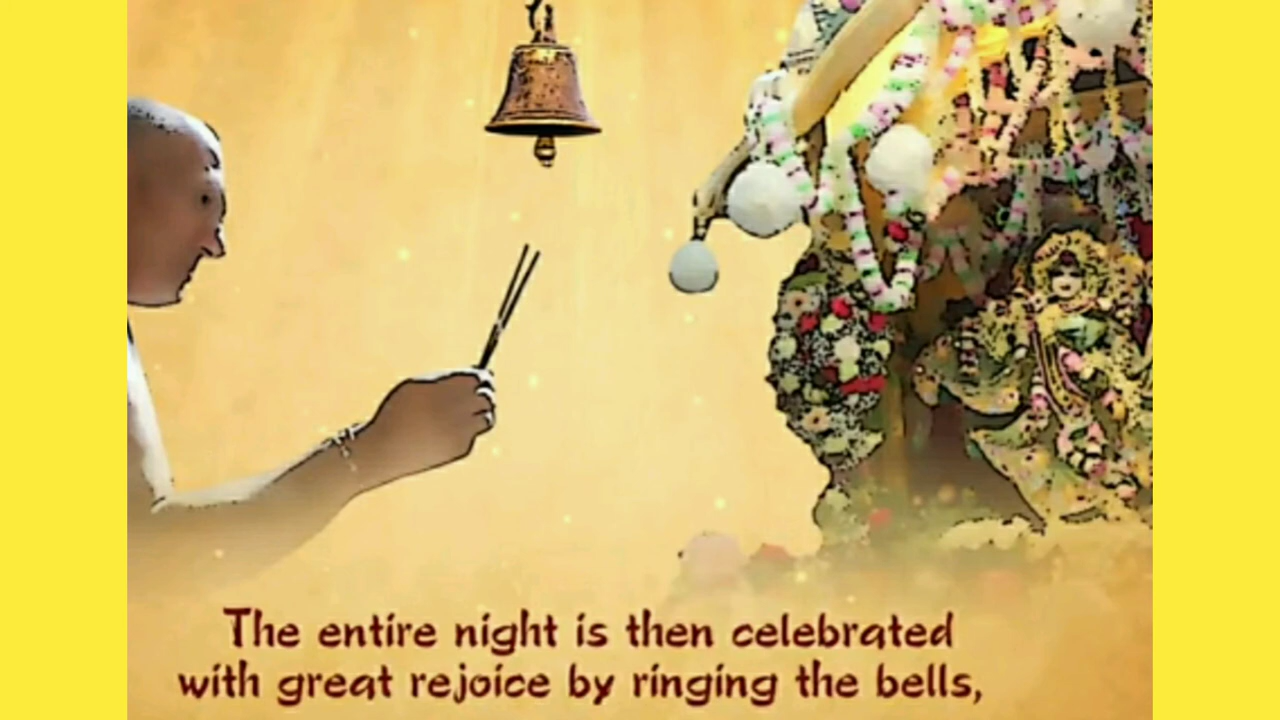 The entire night is then celebrated
with great rejoice by ringing the bells,